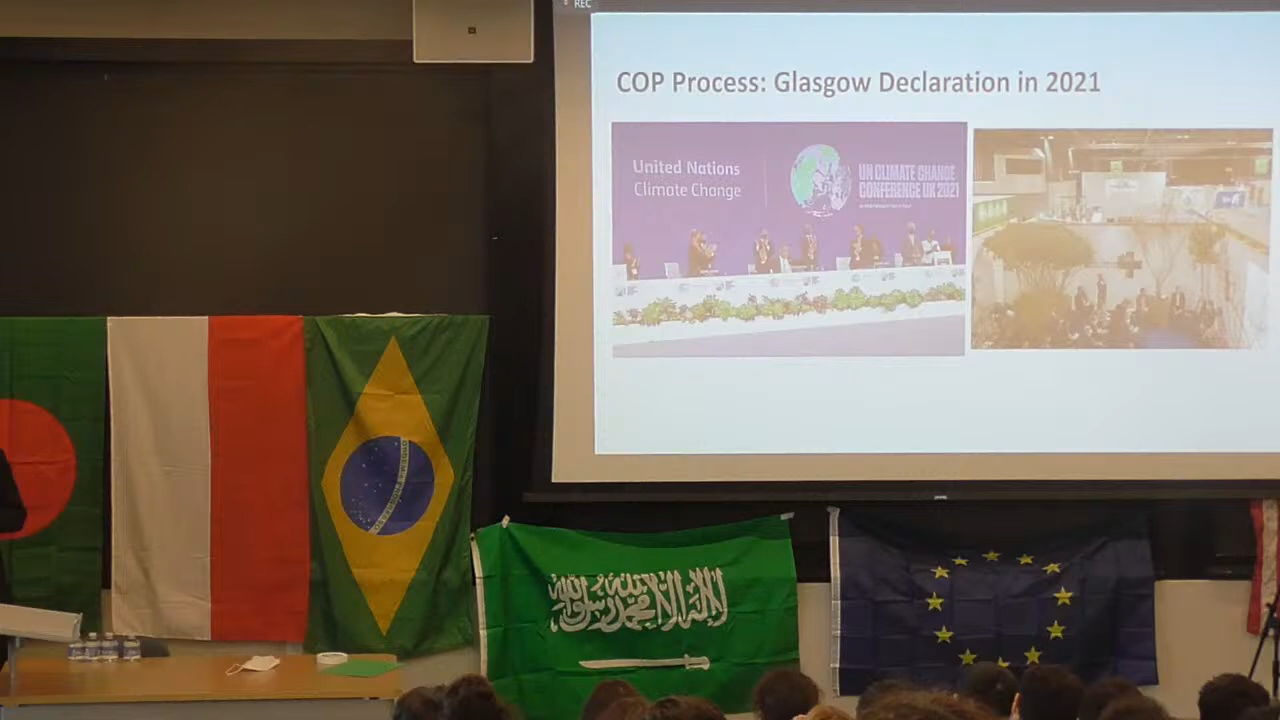 REC
COP Process: Glasgow Declaration in 2021
United Nations
Climate Change
UN CLIMATE CHANGE
CONFERENCE UK 2021
لا إله إلا الله محمد رسول الله